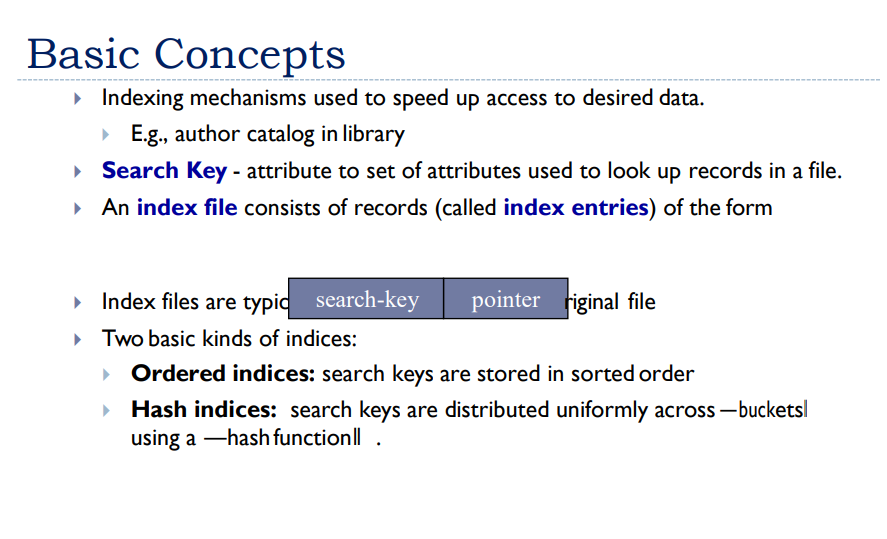 Basic Concepts
Indexing mechanisms used to speed up access to desired data.
E.g., author catalog in library
Search Key - attribute to set of attributes used to look up records in a file.
An index file consists of records (called index entries) of the form
search-key pointer
Index files are typic riginal file
Two basic kinds of indices:
Ordered indices: search keys are stored in sorted order
Hash indices: search keys are distributed uniformly across ―buckets‖
using a ―hash function‖ .